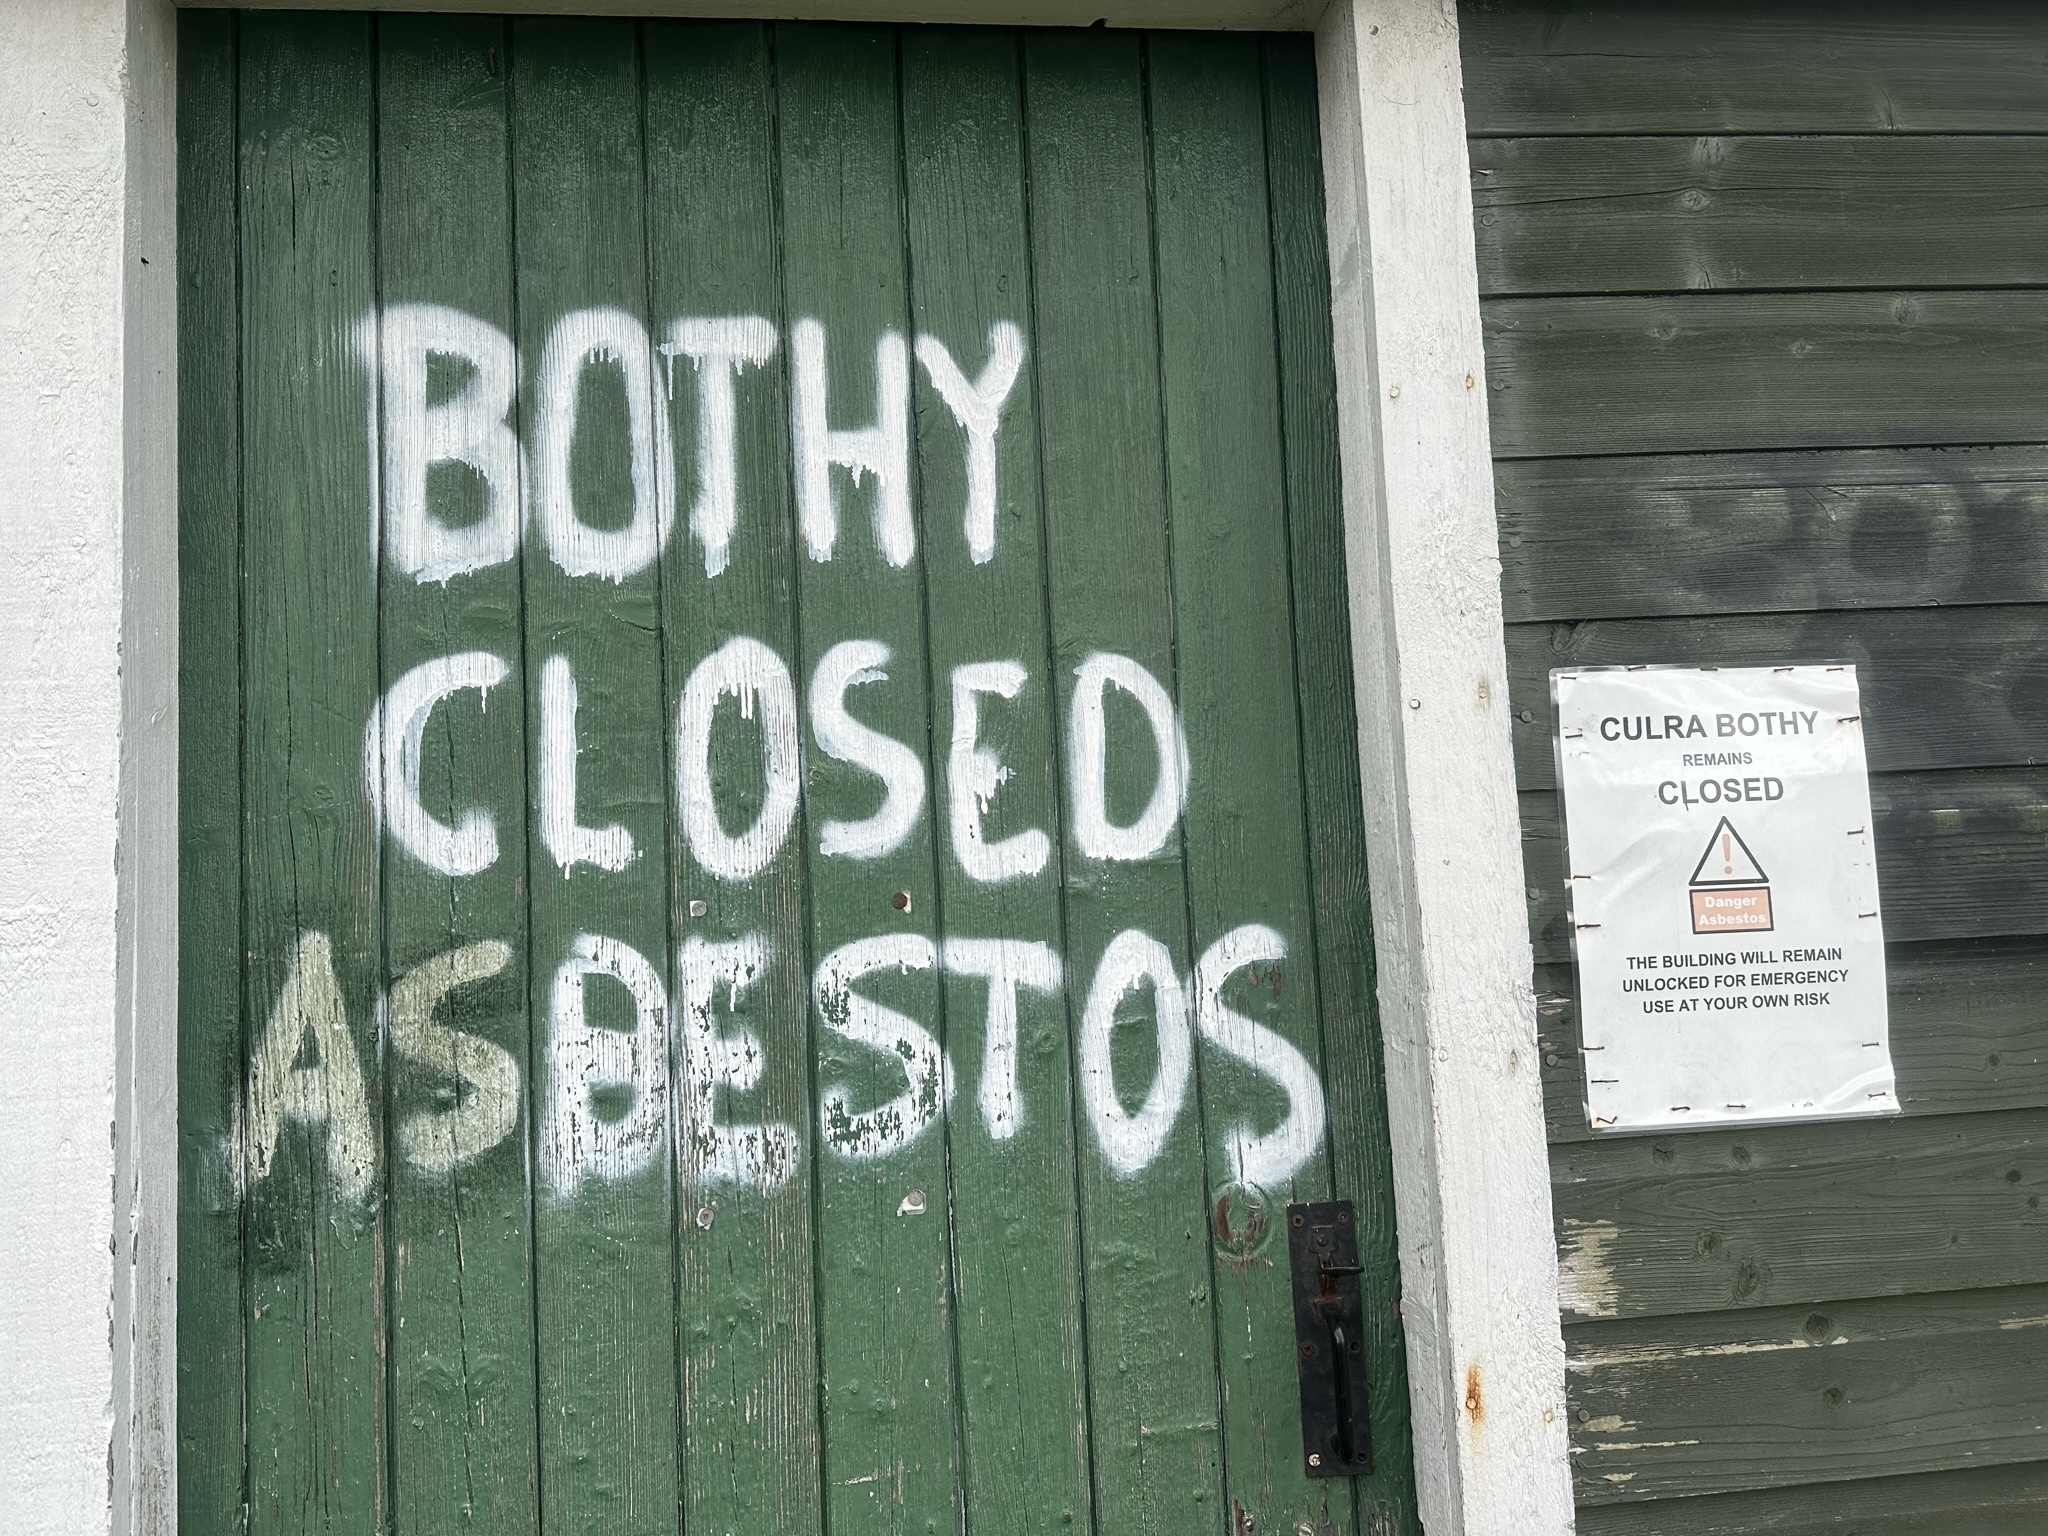 BOTHY
CLOSED
ASBESTOS
CULRA BOTHY
REMAINS
CLOSED
!
Danger
Asbestos
THE BUILDING WILL REMAIN
UNLOCKED FOR EMERGENCY
USE AT YOUR OWN RISK